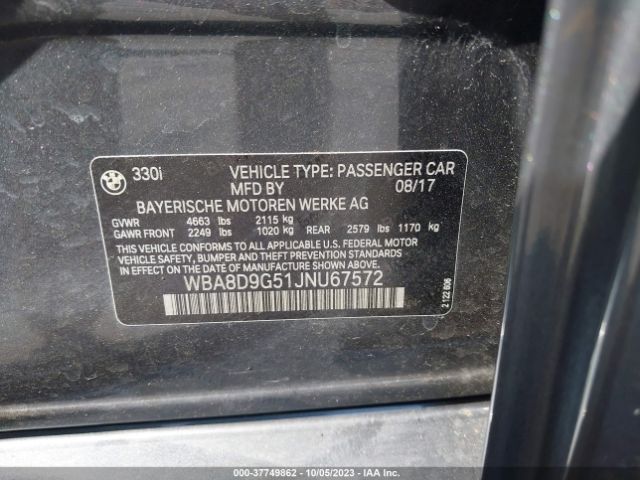 330i VEHICLE TYPE: PASSENGER CAR
MFD BY 08/17
BAYERISCHE MOTOREN WERKE AG
GVWR 4663 lbs 2115 kg
GAWR FRONT 2249 lbs 1020 kg REAR 2579 lbs 1170 kg
THIS VEHICLE CONFORMS TO ALL APPLICABLE U.S. FEDERAL MOTOR
VEHICLE SAFETY, BUMPER AND THEFT PREVENTION STANDARDS
IN EFFECT ON THE DATE OF MANUFACTURE SHOWN ABOVE.
WBA8D9G51JNU67572
2 122 606
000-37749862 - 10/05/2023 - IAA Inc.